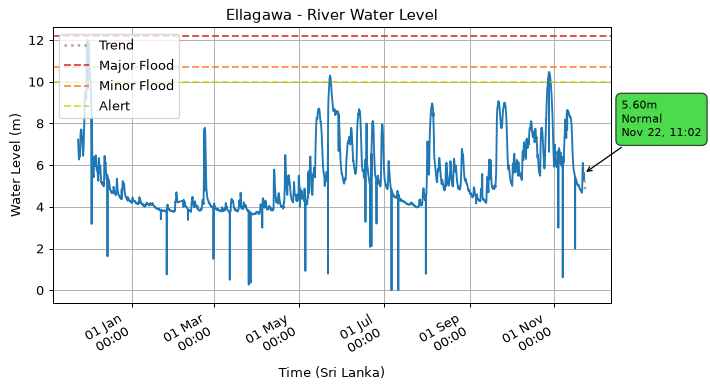 Ellagawa - River Water Level
Trend
Major Flood
Minor Flood
Alert
5.60m
Normal
Nov 22, 11:02
Water Level (m)
12
10
8
6
4
2
0
01 Jan
00:00
01 Mar
00:00
01 May
00:00
01 Jul
00:00
01 Sep
00:00
01 Nov
00:00
Time (Sri Lanka)